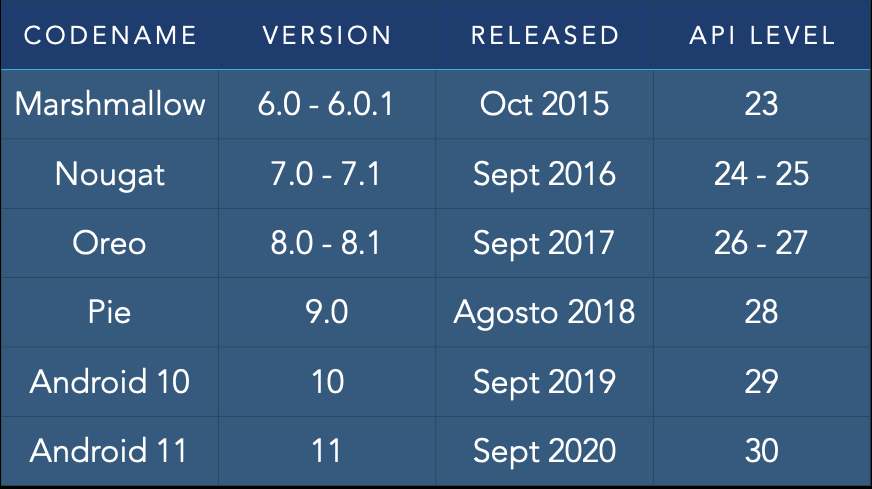 CODENAME VERSION RELEASED API LEVEL
Marshmallow 6.0 - 6.0.1 Oct 2015 23
Nougat 7.0 - 7.1 Sept 2016 24 - 25
Oreo 8.0 - 8.1 Sept 2017 26 - 27
Pie 9.0 Agosto 2018 28
Android 10 10 Sept 2019 29
Android 11 11 Sept 2020 30